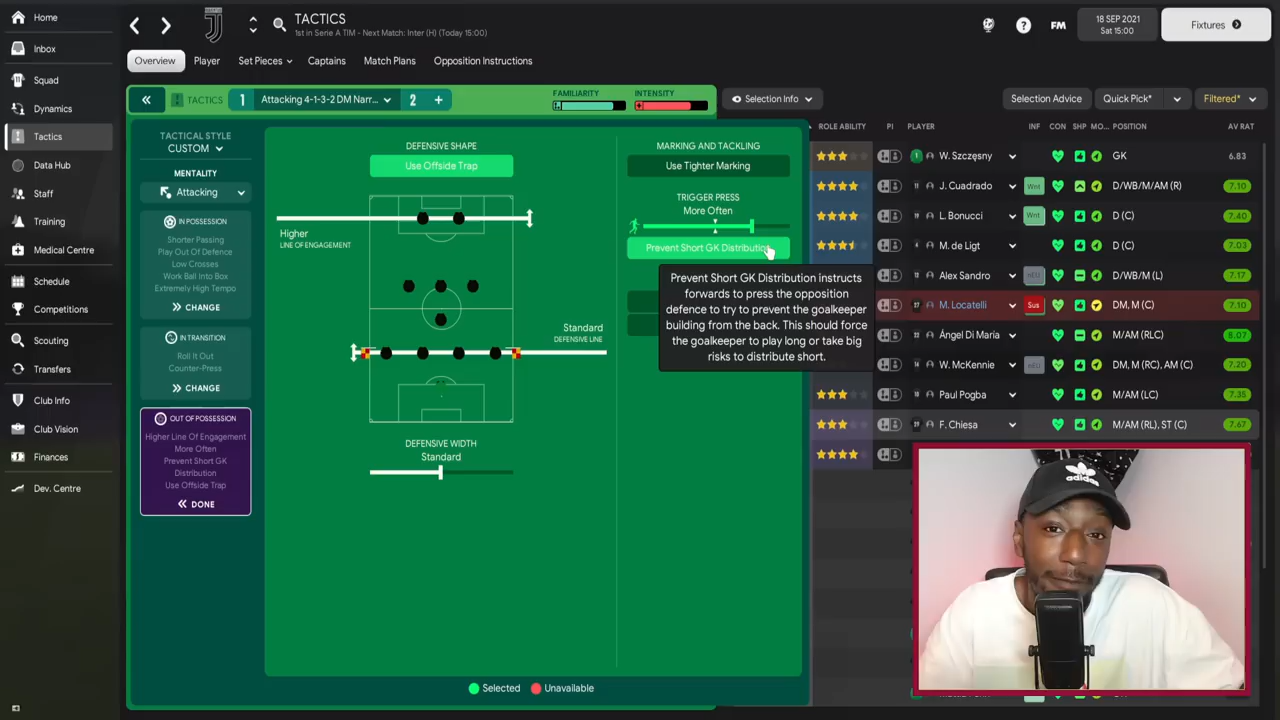 Home
Inbox
Squad
Dynamics
Tactics
Data Hub
Staff
Training
Medical Centre
Schedule
Competitions
Scouting
Transfers
Club Info
Club Vision
Finances
Dev. Centre
TACTICS
1st in Serie A TIM - Next Match: Inter (H) (Today 15:00)
FM
18 SEP 2021
Sat 15:00
Fixtures
Overview
Player
Set Pieces
Captains
Match Plans
Opposition Instructions
TACTICS
1
Attacking 4-1-3-2 DM Narr...
2
+
FAMILIARITY
INTENSITY
Selection Info
Selection Advice
Quick Pick*
Filtered*
TACTICAL STYLE
CUSTOM
MENTALITY
Attacking
IN POSSESSION
Shorter Passing
Play Out Of Defence
Low Crosses
Work Ball Into Box
Extremely High Tempo
CHANGE
IN TRANSITION
Roll It Out
Counter-Press
CHANGE
OUT OF POSSESSION
Higher Line Of Engagement
More Often
Prevent Short GK
Distribution
Use Offside Trap
DONE
DEFENSIVE SHAPE
Use Offside Trap
Higher
LINE OF ENGAGEMENT
Standard
DEFENSIVE LINE
DEFENSIVE WIDTH
Standard
MARKING AND TACKLING
Use Tighter Marking
TRIGGER PRESS
More Often
Prevent Short GK Distribution
Prevent Short GK Distribution instructs
forwards to press the opposition
defence to try to prevent the goalkeeper
building from the back. This should force
the goalkeeper to play long or take big
risks to distribute short.
Selected
Unavailable
ROLE ABILITY PI PLAYER INF CON SHP MO... POSITION AV RAT
1 W. Szczęsny GK 6.83
J. Cuadrado Wnt D/WB/M/AM (R) 7.10
L. Bonucci Wnt D (C) 7.40
M. de Ligt D (C) 7.03
Alex Sandro nEU D/WB/M (L) 7.17
M. Locatelli Sus DM, M (C) 7.10
Ángel Di María M/AM (RLC) 8.07
W. McKennie nEU DM, M (RC), AM (C) 7.20
Paul Pogba M/AM (LC) 7.35
F. Chiesa M/AM (RL), ST (C) 7.67
adidas